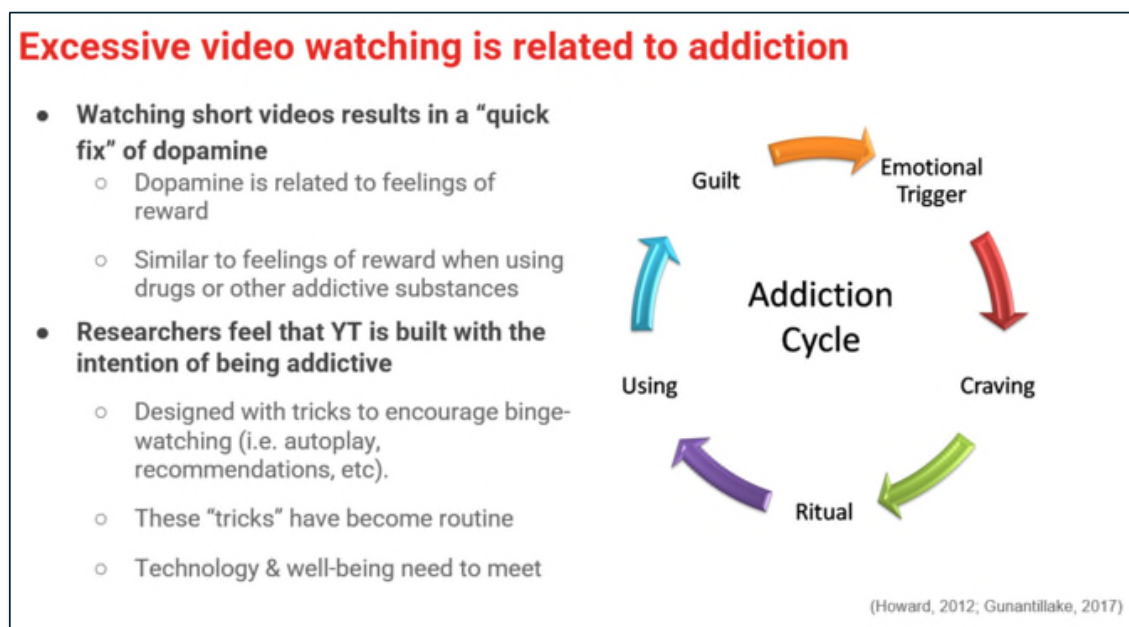 Excessive video watching is related to addiction
● Watching short videos results in a “quick
fix” of dopamine
○ Dopamine is related to feelings of
reward
○ Similar to feelings of reward when using
drugs or other addictive substances
● Researchers feel that YT is built with the
intention of being addictive
○ Designed with tricks to encourage binge-
watching (i.e. autoplay,
recommendations, etc).
○ These “tricks” have become routine
○ Technology & well-being need to meet
Addiction
Cycle
Emotional
Trigger
Craving
Ritual
Using
Guilt
(Howard, 2012; Gunantillake, 2017)